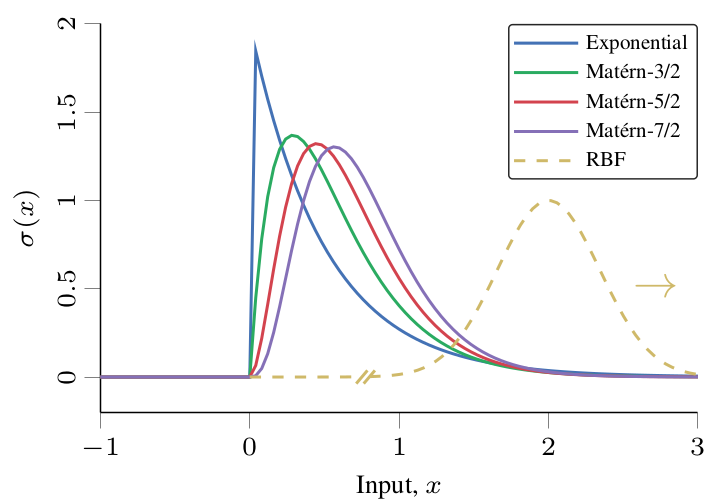 2
1.5
1
0.5
0
σ(x)
Exponential
Matérn-3/2
Matérn-5/2
Matérn-7/2
RBF
−1 0 1 2 3
Input, x